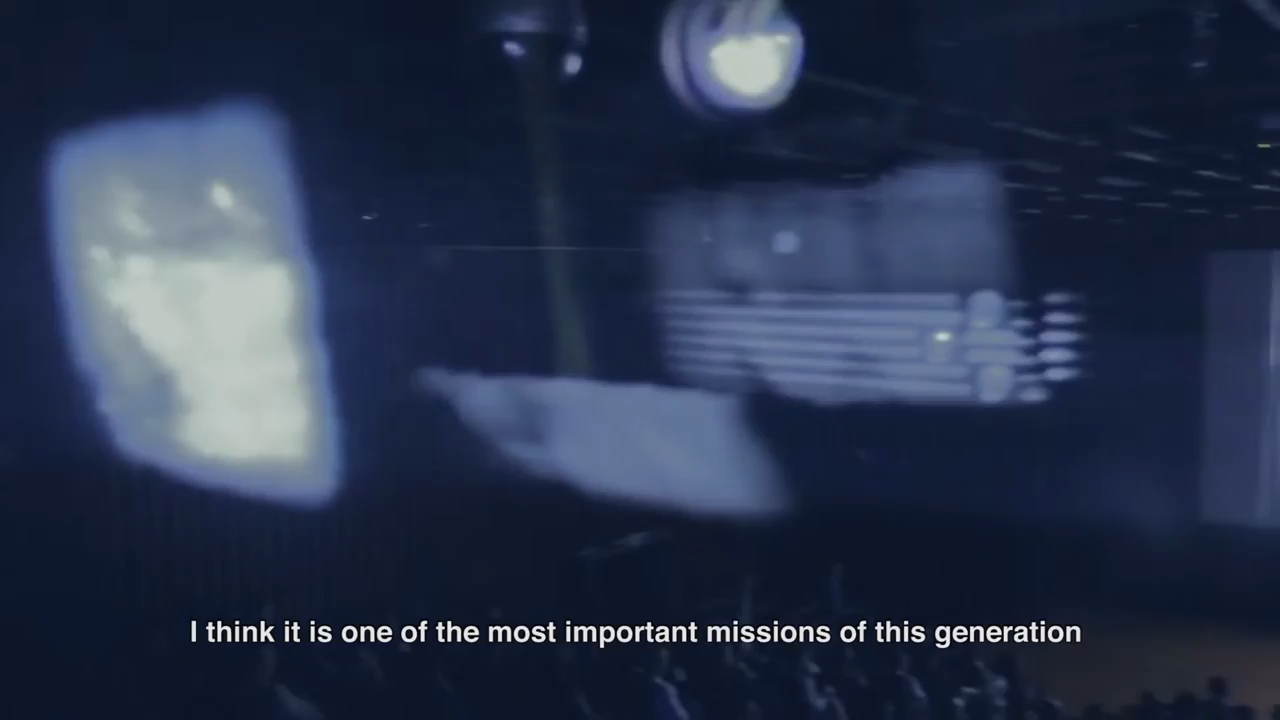 I think it is one of the most important missions of this generation